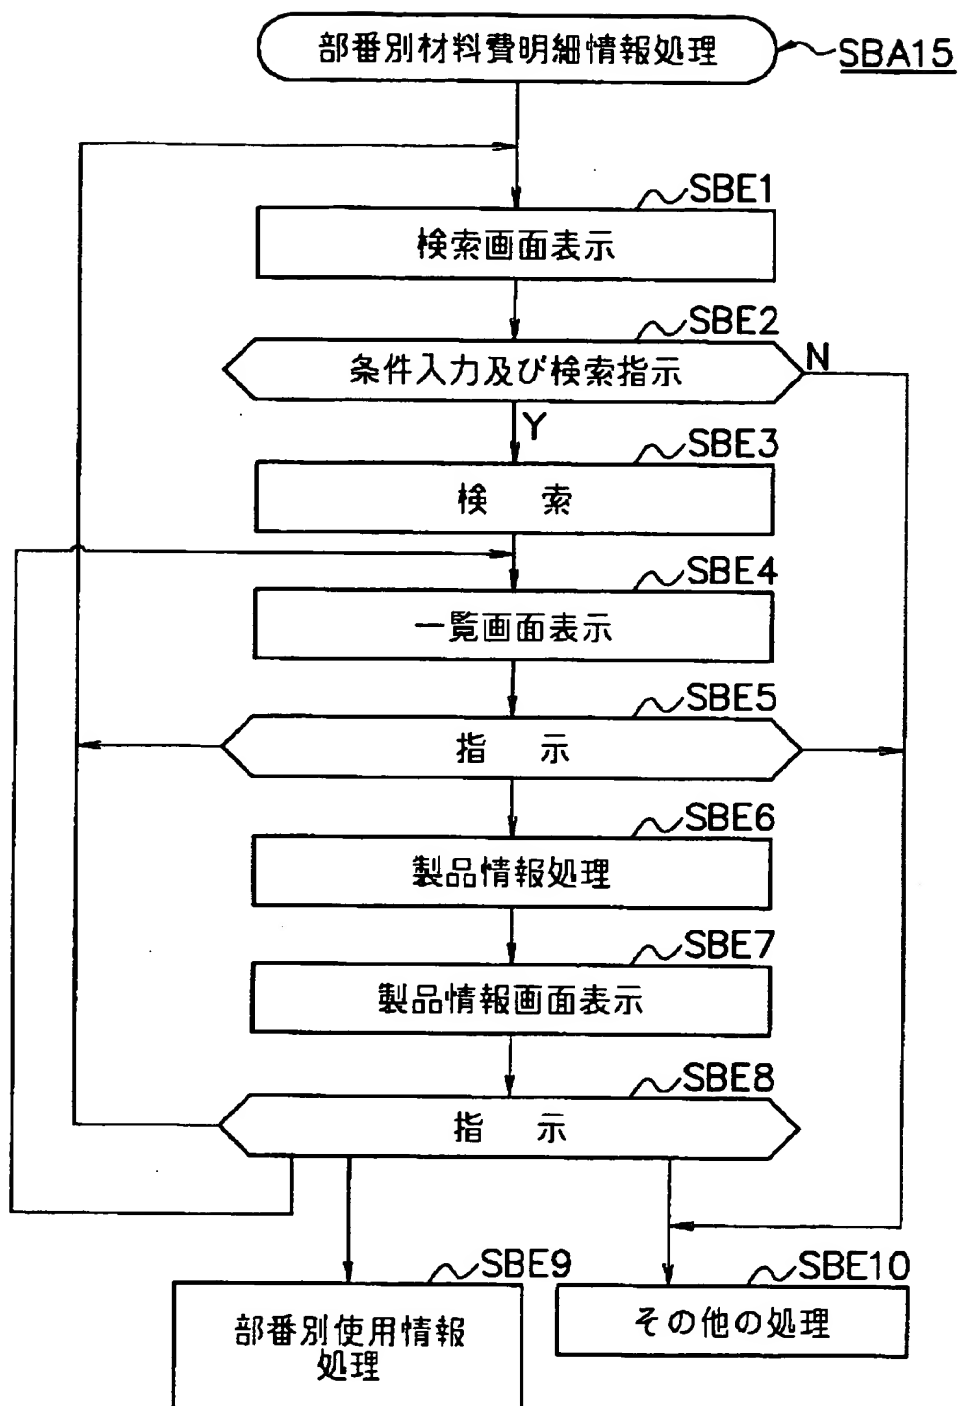 部番別材料費明細情報処理
SBA15
SBE1
検索画面表示
SBE2
条件入力及び検索指示
N
Y
SBE3
検 索
SBE4
一覧画面表示
SBE5
指 示
SBE6
製品情報処理
SBE7
製品情報画面表示
SBE8
指 示
SBE9
部番別使用情報
処理
SBE10
その他の処理